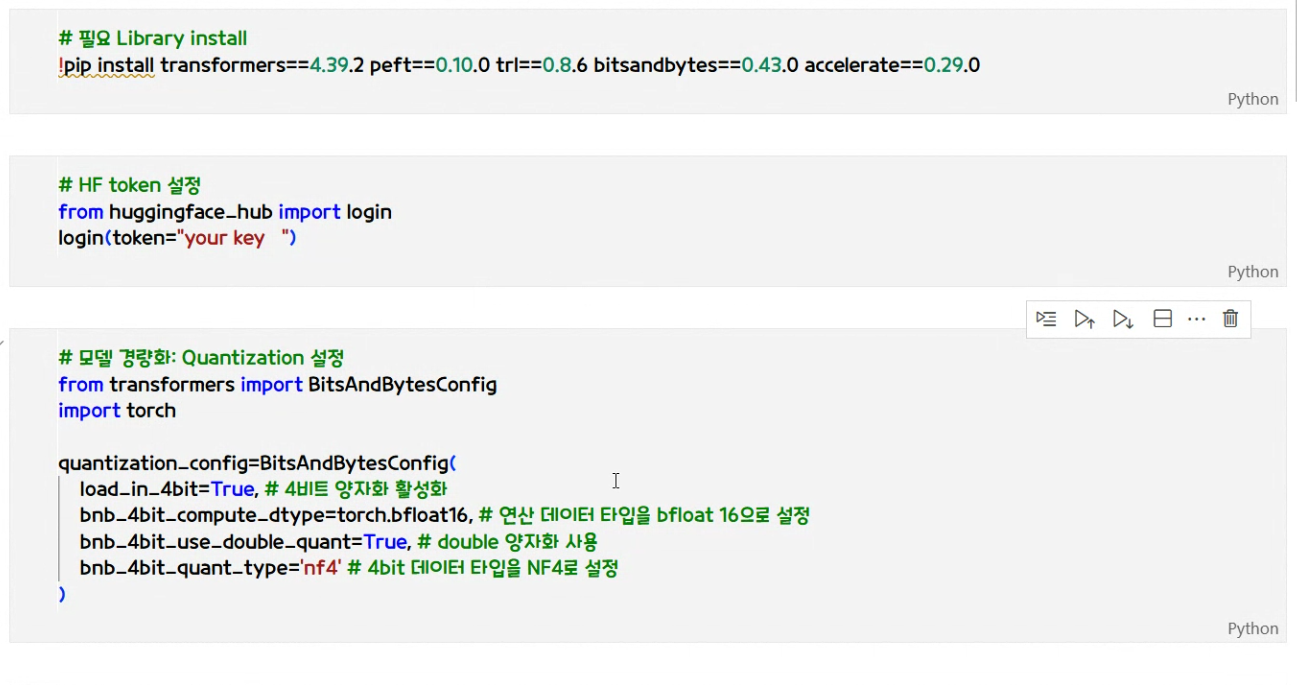 # 필요 Library install
!pip install transformers==4.39.2 peft==0.10.0 trl==0.8.6 bitsandbytes==0.43.0 accelerate==0.29.0
Python
# HF token 설정
from huggingface_hub import login
login(token="your key   ")
Python
# 모델 경량화: Quantization 설정
from transformers import BitsAndBytesConfig
import torch
quantization_config=BitsAndBytesConfig(
    load_in_4bit=True, # 4비트 양자화 활성화
    bnb_4bit_compute_dtype=torch.bfloat16, # 연산 데이터 타입을 bfloat 16으로 설정
    bnb_4bit_use_double_quant=True, # double 양자화 사용
    bnb_4bit_quant_type='nf4' # 4bit 데이터 타입을 NF4로 설정
)
Python